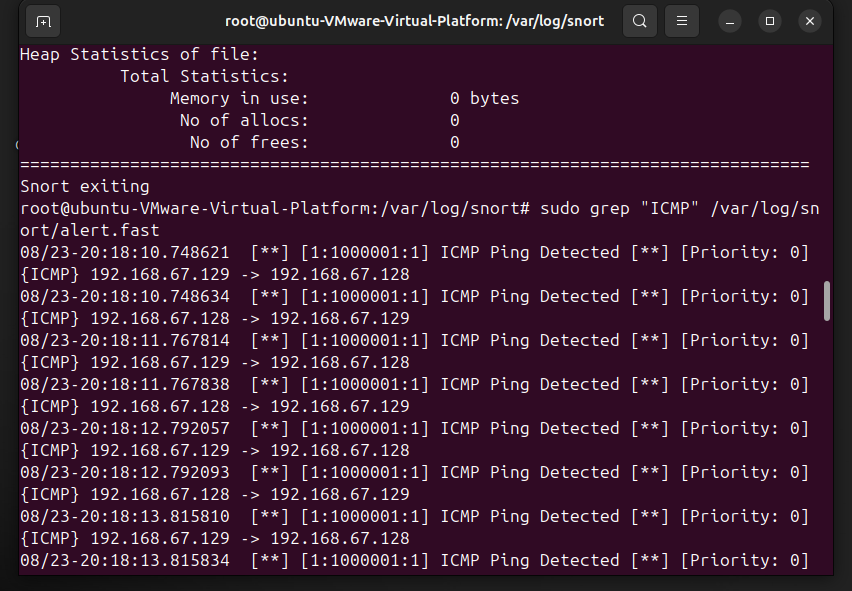 root@ubuntu-VMware-Virtual-Platform: /var/log/snort
Heap Statistics of file:
          Total Statistics:
               Memory in use:              0 bytes
                No of allocs:              0
                 No of frees:              0
===============================================================================
Snort exiting
root@ubuntu-VMware-Virtual-Platform:/var/log/snort# sudo grep "ICMP" /var/log/sn
ort/alert.fast
08/23-20:18:10.748621  [**] [1:1000001:1] ICMP Ping Detected [**] [Priority: 0]
{ICMP} 192.168.67.129 -> 192.168.67.128
08/23-20:18:10.748634  [**] [1:1000001:1] ICMP Ping Detected [**] [Priority: 0]
{ICMP} 192.168.67.128 -> 192.168.67.129
08/23-20:18:11.767814  [**] [1:1000001:1] ICMP Ping Detected [**] [Priority: 0]
{ICMP} 192.168.67.129 -> 192.168.67.128
08/23-20:18:11.767838  [**] [1:1000001:1] ICMP Ping Detected [**] [Priority: 0]
{ICMP} 192.168.67.128 -> 192.168.67.129
08/23-20:18:12.792057  [**] [1:1000001:1] ICMP Ping Detected [**] [Priority: 0]
{ICMP} 192.168.67.129 -> 192.168.67.128
08/23-20:18:12.792093  [**] [1:1000001:1] ICMP Ping Detected [**] [Priority: 0]
{ICMP} 192.168.67.128 -> 192.168.67.129
08/23-20:18:13.815810  [**] [1:1000001:1] ICMP Ping Detected [**] [Priority: 0]
{ICMP} 192.168.67.129 -> 192.168.67.128
08/23-20:18:13.815834  [**] [1:1000001:1] ICMP Ping Detected [**] [Priority: 0]